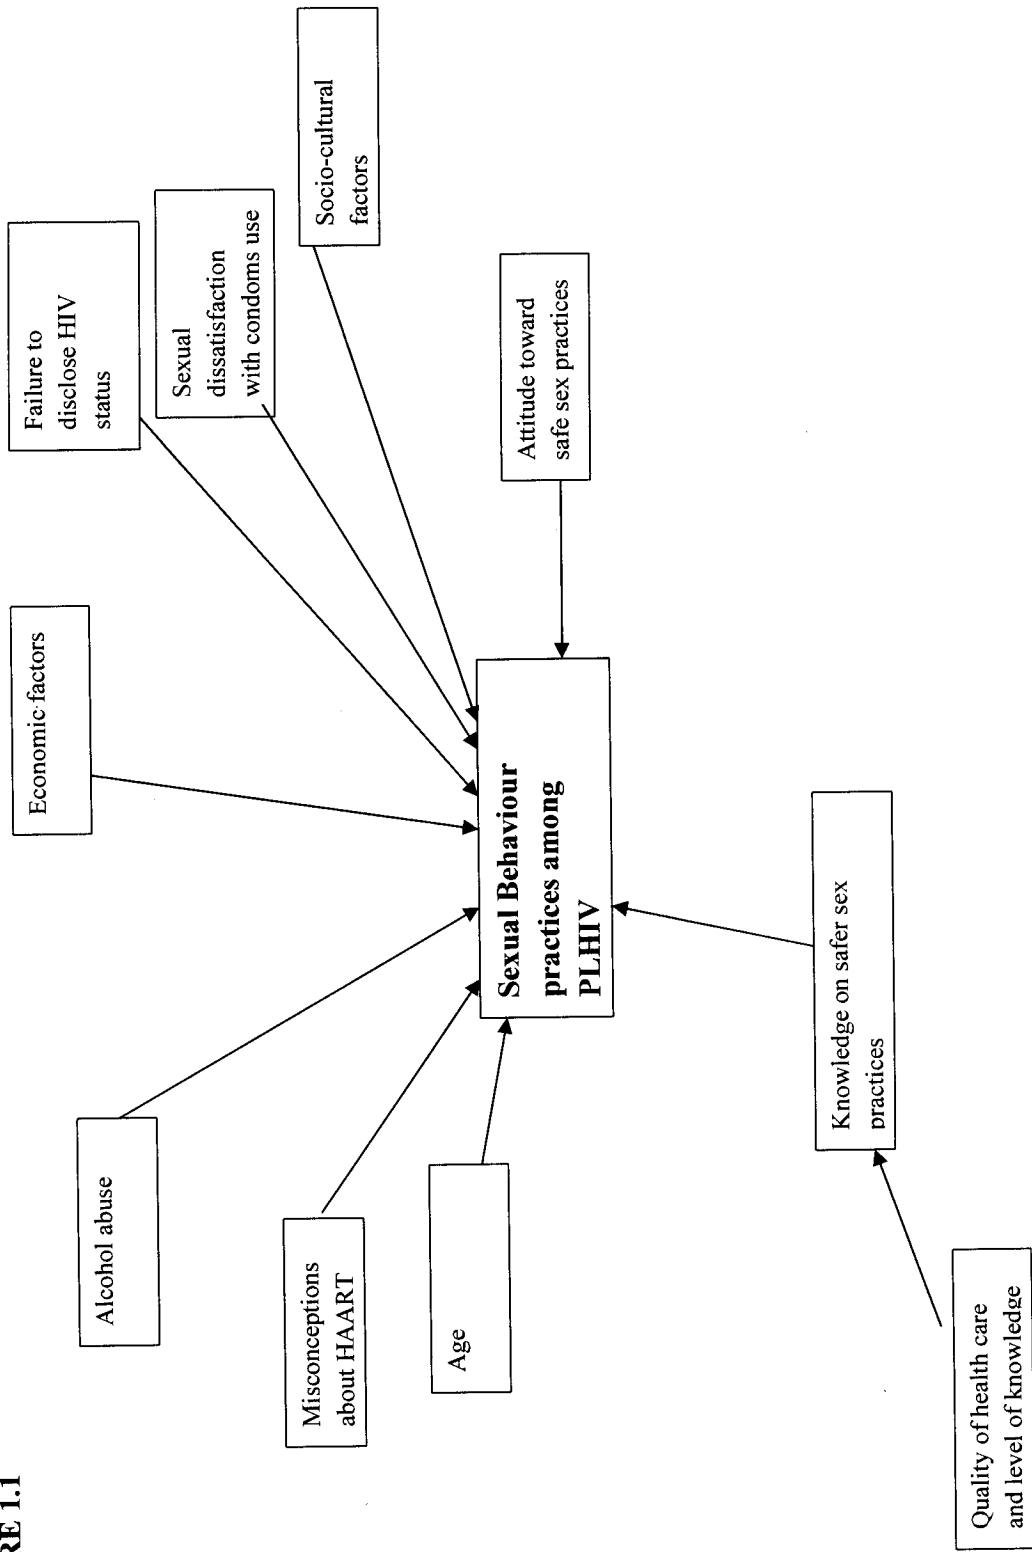 RE 1.1
Alcohol abuse
Economic factors
Failure to
disclose HIV
status
Sexual
dissatisfaction
with condoms use
Misconceptions
about HAART
Socio-cultural
factors
Age
Sexual Behaviour
practices among
PLHIV
Attitude toward
safe sex practices
Knowledge on safer sex
practices
Quality of health care
and level of knowledge